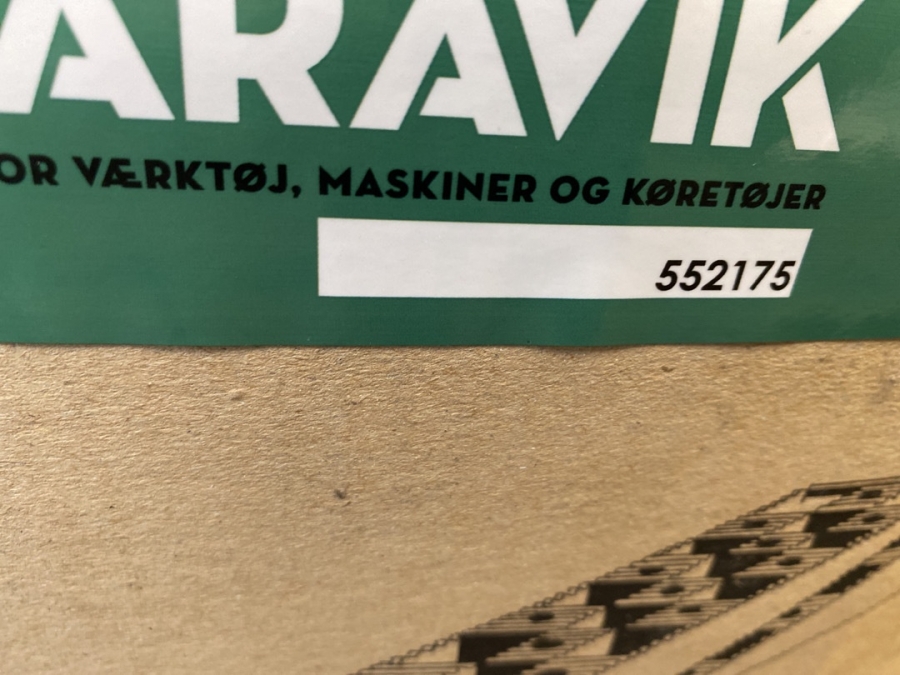 ARAVIK
OR VÆRKTØJ, MASKINER OG KØRETØJER
552175